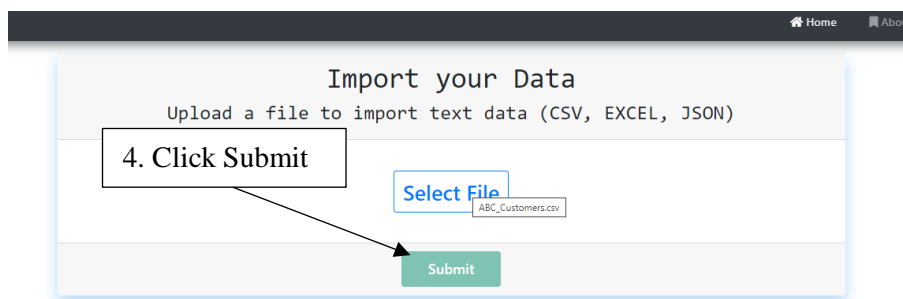 Home Abou
Import your Data
Upload a file to import text data (CSV, EXCEL, JSON)
4. Click Submit
Select File
ABC_Customers.csv
Submit